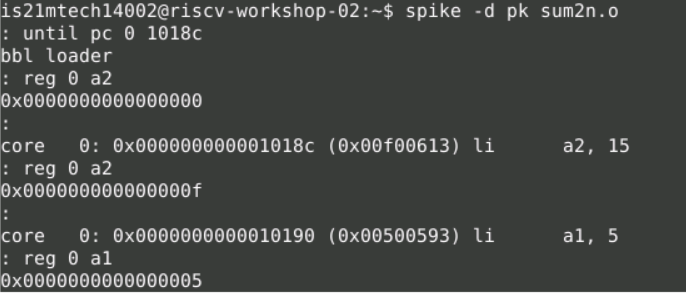 is21mtech14002@riscv-workshop-02:~$ spike -d pk sum2n.o
: until pc 0 1018c
bbl loader
: reg 0 a2
0x0000000000000000
:
core   0: 0x000000000001018c (0x00f00613) li      a2, 15
: reg 0 a2
0x000000000000000f
:
core   0: 0x0000000000010190 (0x00500593) li      a1, 5
: reg 0 a1
0x0000000000000005